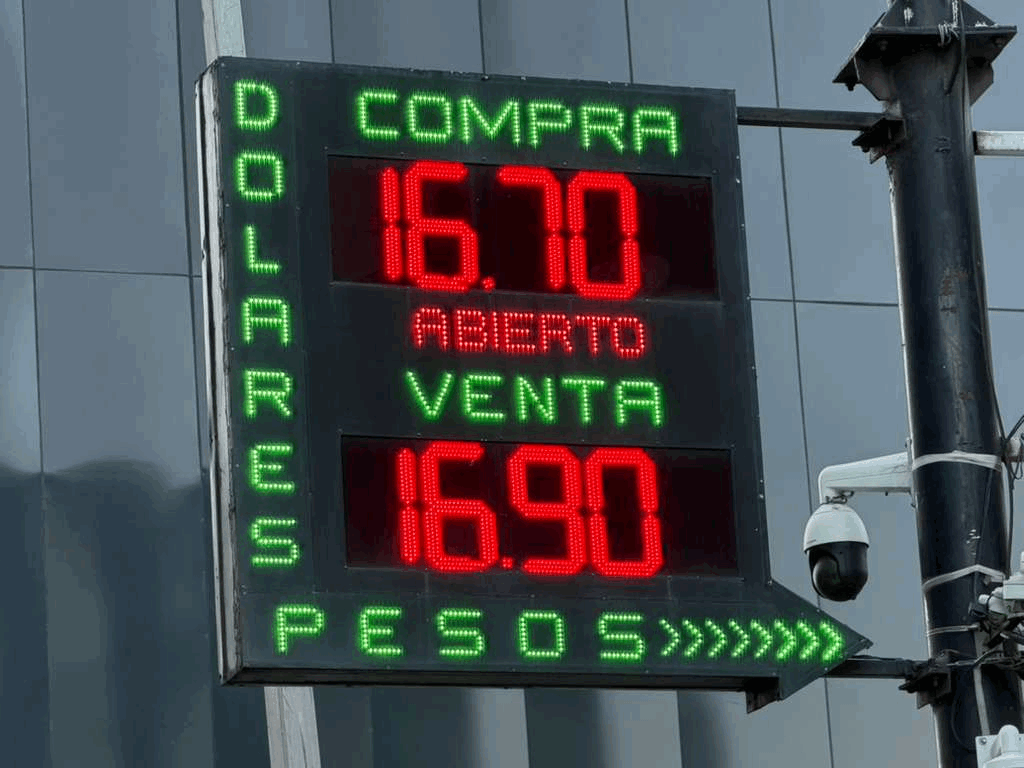 DOLARES
COMPRA
16.70
ABIERTO
VENTA
16.90
PESOS >>>>>>>>